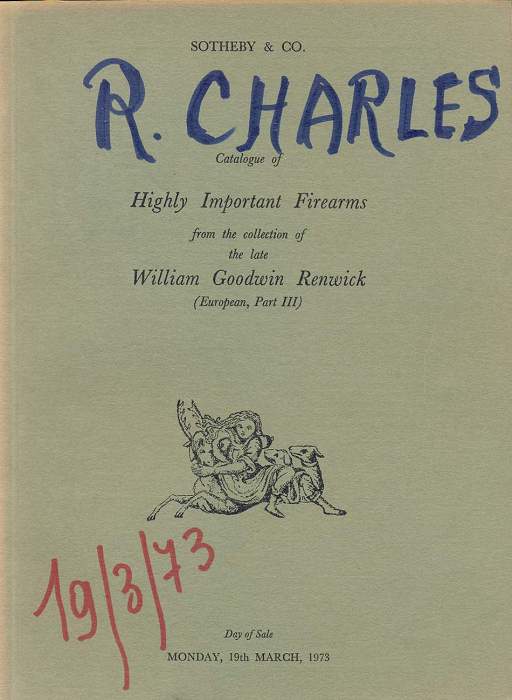 SOTHEBY & CO.
R. CHARLES
Catalogue of
Highly Important Firearms
from the collection of
the late
William Goodwin Renwick
(European, Part III)
19/3/73
Day of Sale
MONDAY, 19th MARCH, 1973